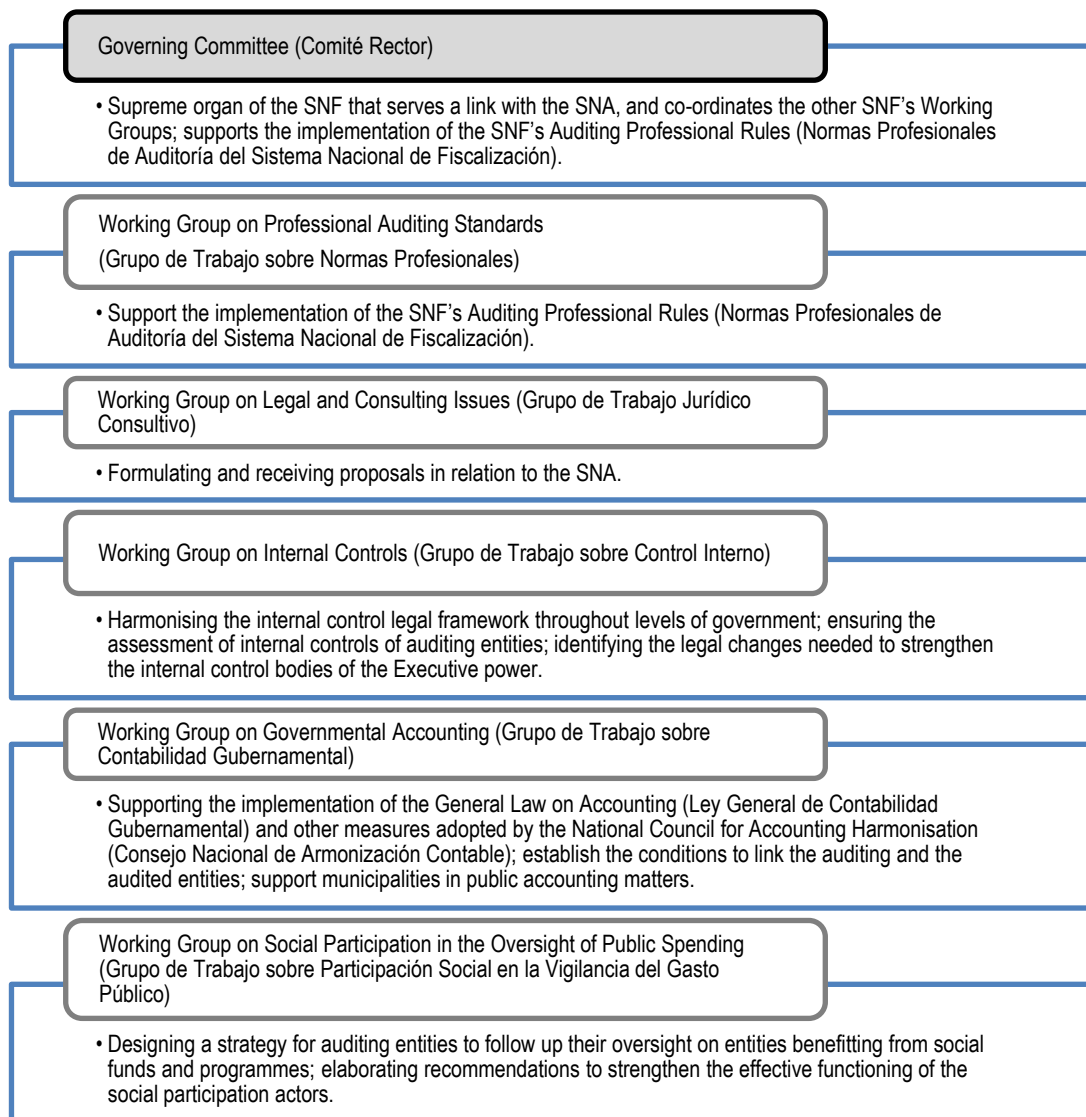 Governing Committee (Comité Rector)
• Supreme organ of the SNF that serves a link with the SNA, and co-ordinates the other SNF's Working
Groups; supports the implementation of the SNF's Auditing Professional Rules (Normas Profesionales
de Auditoría del Sistema Nacional de Fiscalización).
Working Group on Professional Auditing Standards
(Grupo de Trabajo sobre Normas Profesionales)
• Support the implementation of the SNF's Auditing Professional Rules (Normas Profesionales de
Auditoría del Sistema Nacional de Fiscalización).
Working Group on Legal and Consulting Issues (Grupo de Trabajo Jurídico
Consultivo)
• Formulating and receiving proposals in relation to the SNA.
Working Group on Internal Controls (Grupo de Trabajo sobre Control Interno)
• Harmonising the internal control legal framework throughout levels of government; ensuring the
assessment of internal controls of auditing entities; identifying the legal changes needed to strengthen
the internal control bodies of the Executive power.
Working Group on Governmental Accounting (Grupo de Trabajo sobre
Contabilidad Gubernamental)
• Supporting the implementation of the General Law on Accounting (Ley General de Contabilidad
Gubernamental) and other measures adopted by the National Council for Accounting Harmonisation
(Consejo Nacional de Armonización Contable); establish the conditions to link the auditing and the
audited entities; support municipalities in public accounting matters.
Working Group on Social Participation in the Oversight of Public Spending
(Grupo de Trabajo sobre Participación Social en la Vigilancia del Gasto
Público)
• Designing a strategy for auditing entities to follow up their oversight on entities benefitting from social
funds and programmes; elaborating recommendations to strengthen the effective functioning of the
social participation actors.